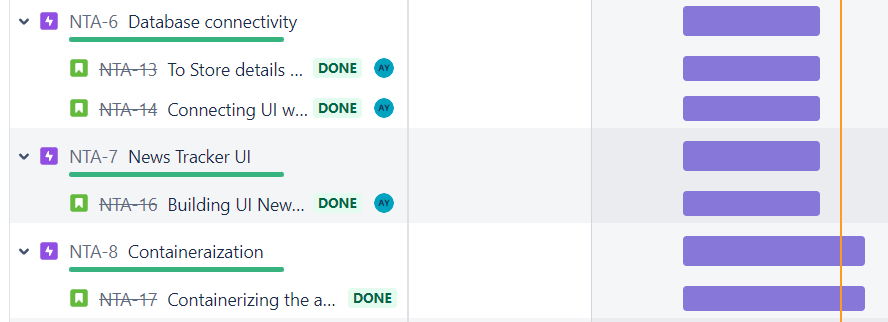 NTA-6 Database connectivity
NTA-13 To Store details ... DONE AY
NTA-14 Connecting UI w... DONE AY
NTA-7 News Tracker UI
NTA-16 Building UI New... DONE AY
NTA-8 Containeraization
NTA-17 Containerizing the a... DONE